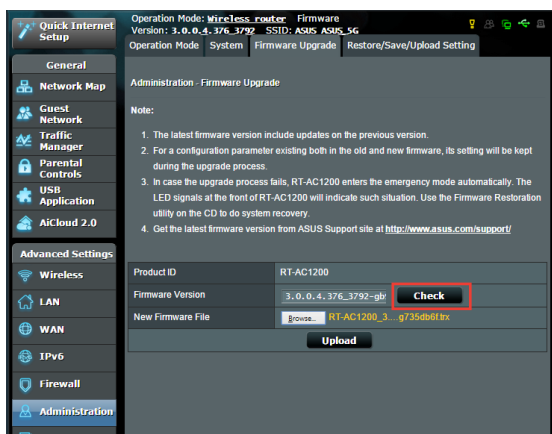 Quick Internet
Setup
General
Network Map
Guest
Network
Traffic
Manager
Parental
Controls
USB
Application
AiCloud 2.0
Advanced Settings
Wireless
LAN
WAN
IPv6
Firewall
Administration
Operation Mode: Wireless router Firmware
Version: 3.0.0.4.376_3792 SSID: ASUS ASUS_5G
Operation Mode System Firmware Upgrade Restore/Save/Upload Setting
Administration - Firmware Upgrade
Note:
1. The latest firmware version include updates on the previous version.
2. For a configuration parameter existing both in the old and new firmware, its setting will be kept
during the upgrade process.
3. In case the upgrade process fails, RT-AC1200 enters the emergency mode automatically. The
LED signals at the front of RT-AC1200 will indicate such situation. Use the Firmware Restoration
utility on the CD to do system recovery.
4. Get the latest firmware version from ASUS Support site at http://www.asus.com/support/
Product ID RT-AC1200
Firmware Version 3.0.0.4.376_3792-gb Check
New Firmware File Browse... RT-AC1200_3....g735db6f.trx
Upload